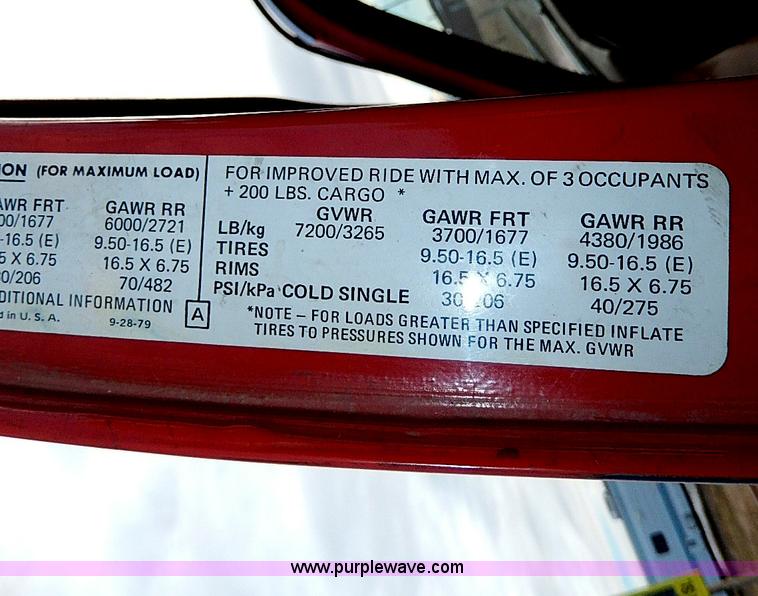 ION (FOR MAXIMUM LOAD)
AWR FRT GAWR RR
00/1677 6000/2721
-16.5 (E) 9.50-16.5 (E)
5 X 6.75 16.5 X 6.75
0/206 70/482
DITIONAL INFORMATION A
d in U. S. A. 9-28-79
FOR IMPROVED RIDE WITH MAX. OF 3 OCCUPANTS
+ 200 LBS. CARGO *
GVWR GAWR FRT GAWR RR
LB/kg 7200/3265 3700/1677 4380/1986
TIRES 9.50-16.5 (E) 9.50-16.5 (E)
RIMS 16.5 X 6.75 16.5 X 6.75
PSI/kPa COLD SINGLE 30/206 40/275
*NOTE – FOR LOADS GREATER THAN SPECIFIED INFLATE
TIRES TO PRESSURES SHOWN FOR THE MAX. GVWR
www.purplewave.com